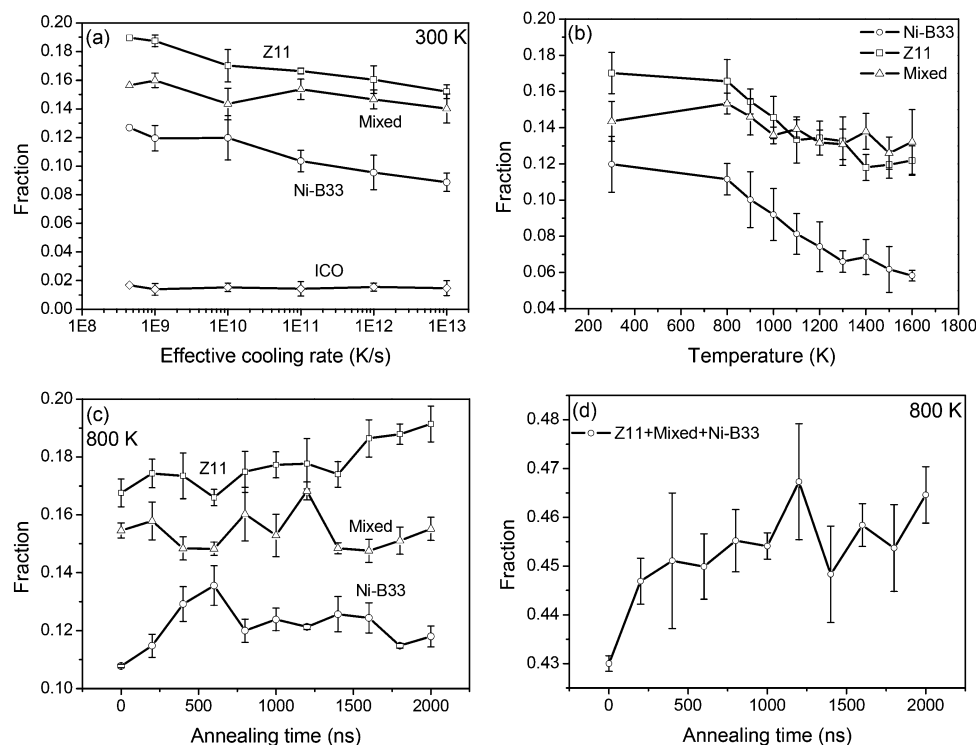 (a)
300 K
Z11
Mixed
Ni-B33
ICO
0.20
0.18
0.16
0.14
0.12
0.10
0.08
0.06
0.04
0.02
0.00
Fraction
1E8 1E9 1E10 1E11 1E12 1E13
Effective cooling rate (K/s)
(b)
Ni-B33
Z11
Mixed
0.20
0.18
0.16
0.14
0.12
0.10
0.08
0.06
0.04
Fraction
200 400 600 800 1000 1200 1400 1600 1800
Temperature (K)
(c)
800 K
Z11
Mixed
Ni-B33
0.20
0.18
0.16
0.14
0.12
0.10
Fraction
0 500 1000 1500 2000
Annealing time (ns)
(d)
800 K
Z11+Mixed+Ni-B33
0.48
0.47
0.46
0.45
0.44
0.43
Fraction
0 500 1000 1500 2000
Annealing time (ns)